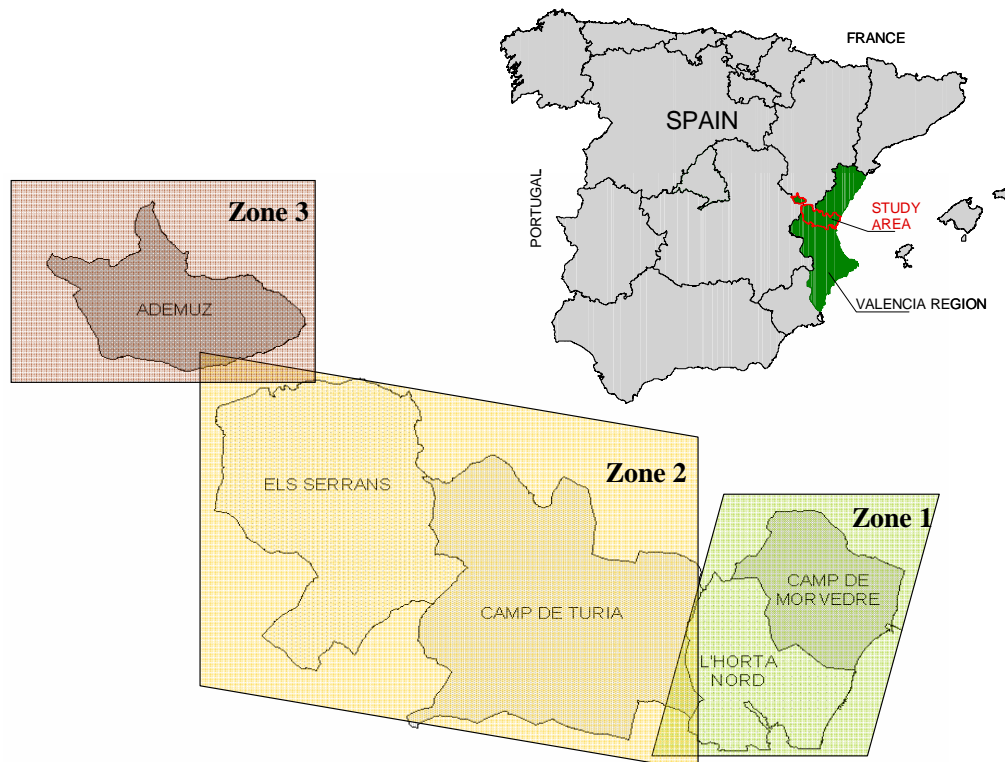 FRANCE
SPAIN
PORTUGAL
STUDY
AREA
VALENCIA REGION
Zone 3
ADEMUZ
Zone 2
ELS SERRANS
CAMP DE TURIA
Zone 1
CAMP DE
MORVEDRE
L'HORTA
NORD